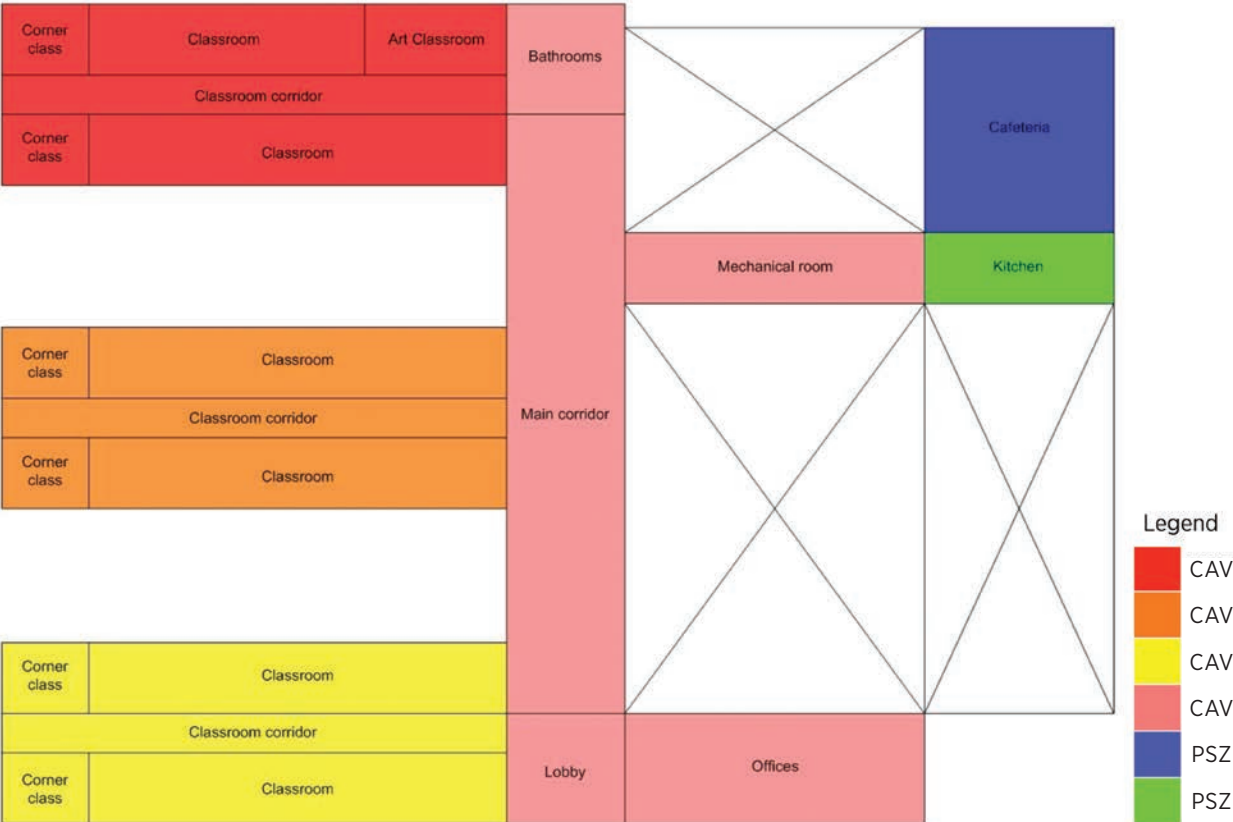 Corner
class
Classroom
Art Classroom
Bathrooms
Classroom corridor
Corner
class
Classroom
Cafeteria
Mechanical room
Kitchen
Corner
class
Classroom
Classroom corridor
Main corridor
Corner
class
Classroom
Corner
class
Classroom
Classroom corridor
Lobby
Offices
Corner
class
Classroom
Legend
CAV
CAV
CAV
CAV
PSZ
PSZ